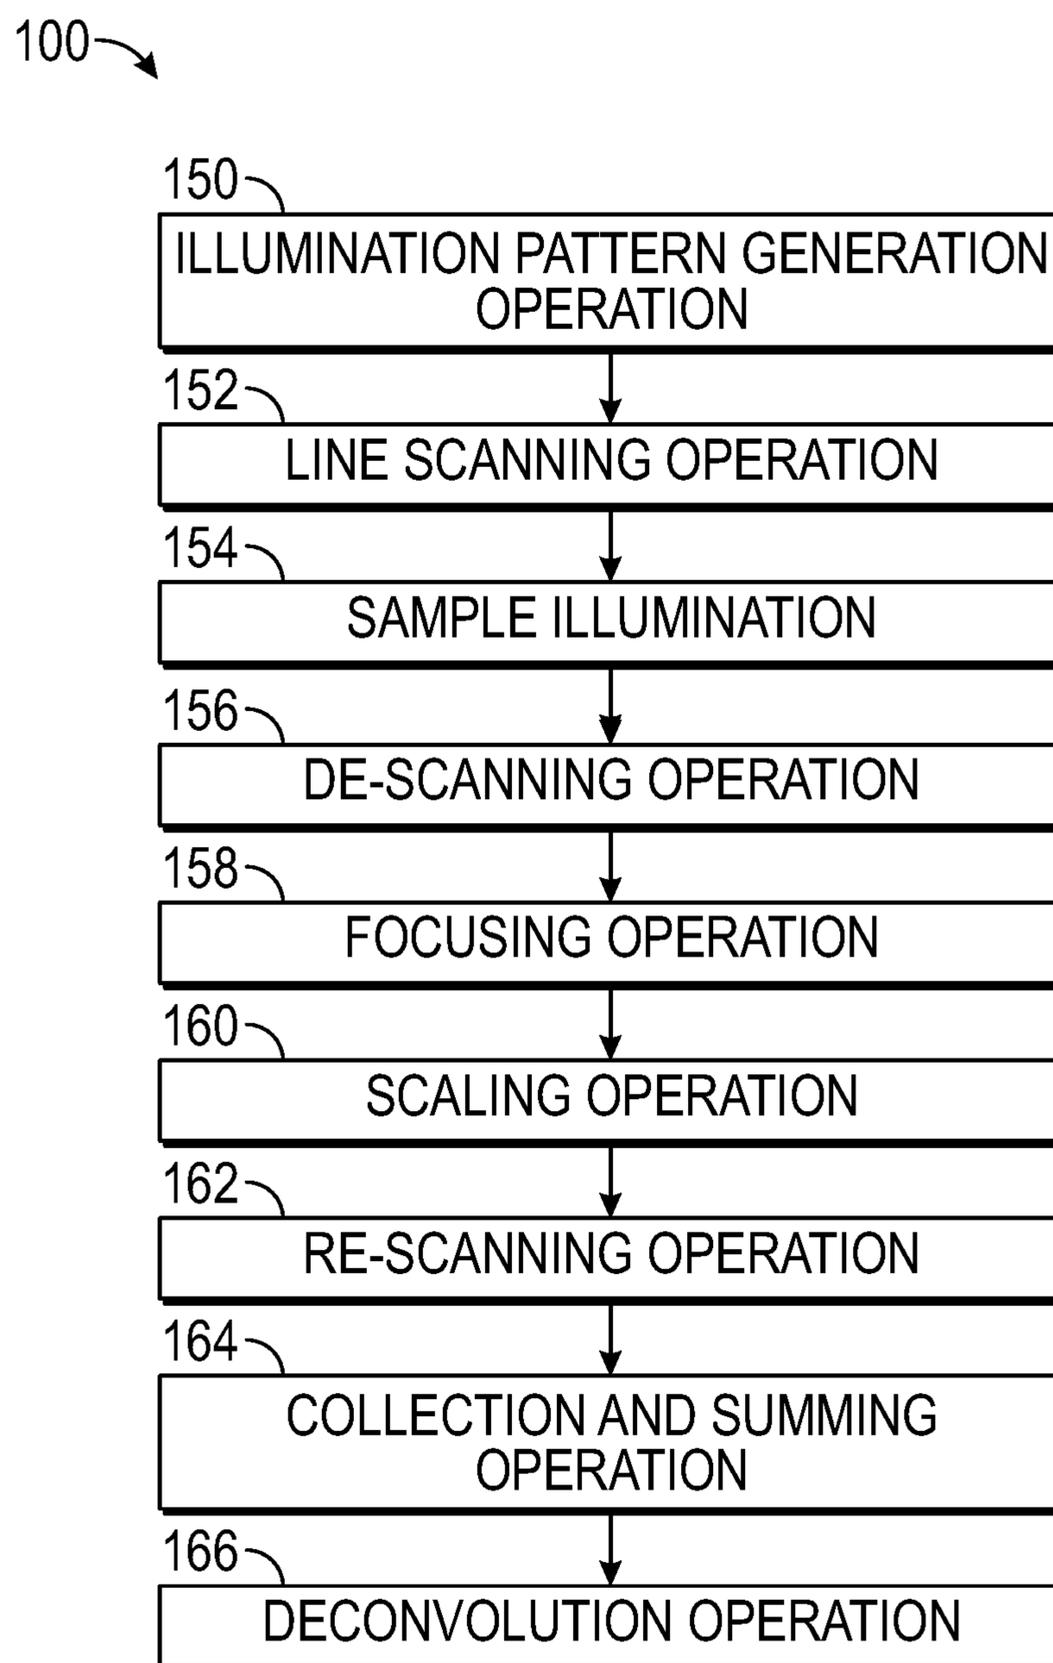 100
150
ILLUMINATION PATTERN GENERATION
OPERATION
152
LINE SCANNING OPERATION
154
SAMPLE ILLUMINATION
156
DE-SCANNING OPERATION
158
FOCUSING OPERATION
160
SCALING OPERATION
162
RE-SCANNING OPERATION
164
COLLECTION AND SUMMING
OPERATION
166
DECONVOLUTION OPERATION